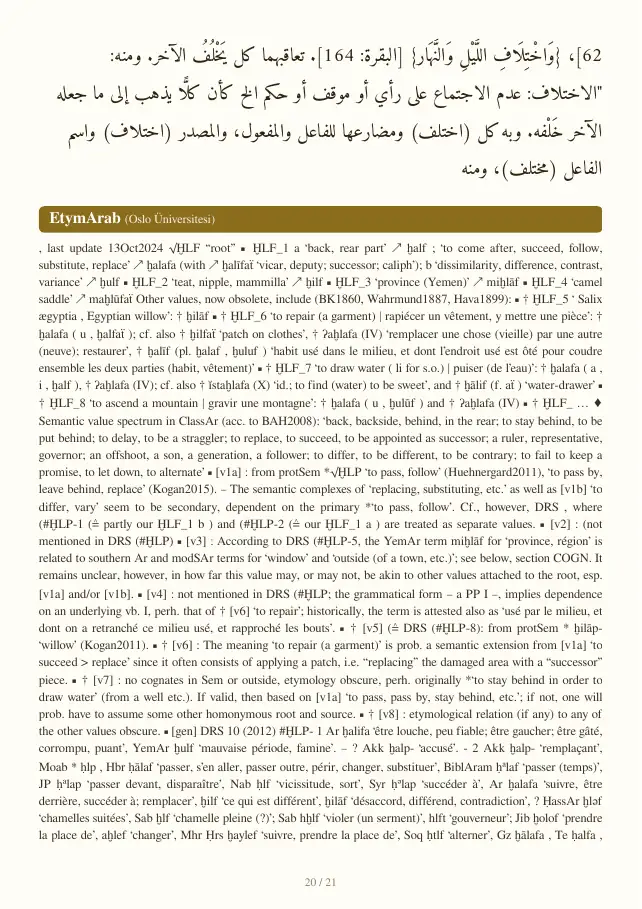 62]، {وَاخْتِلَافِ اللَّيْلِ وَالنَّهَارِ} [البقرة: 164]. تعاقبهما كل يَخْلُفُ الآخر. ومنه:
"الاختلاف: عدم الاجتماع على رأي أو موقف أو حكم الخ كأن كلًّا يذهب إلى ما جعله
الآخر خَلْفه. وبه كل (اختلف) ومضارعها للفاعل والمفعول، والمصدر (اختلاف) واسم
الفاعل (مختلف)، ومنه
EtymArab (Oslo Üniversitesi)
, last update 13Oct2024 √ḪLF “root” ▪ ḪLF_1 a ‘back, rear part’ ↗ ḫalf ; ‘to come after, succeed, follow,
substitute, replace’ ↗ ḫalafa (with ↗ ḫalīfaẗ ‘vicar, deputy; successor; caliph’); b ‘dissimilarity, difference, contrast,
variance’ ↗ ḫulf ▪ ḪLF_2 ‘teat, nipple, mammilla’ ↗ ḫilf ▪ ḪLF_3 ‘province (Yemen)’ ↗ miḫlāf ▪ ḪLF_4 ‘camel
saddle’ ↗ maḫlūfaẗ Other values, now obsolete, include (BK1860, Wahrmund1887, Hava1899): ▪ † ḪLF_5 ‘ Salix
ægyptia , Egyptian willow’: † ḫilāf ▪ † ḪLF_6 ‘to repair (a garment) | rapiécer un vêtement, y mettre une pièce’: †
ḫalafa ( u , ḫalfaẗ ); cf. also † ḫilfaẗ ‘patch on clothes’, † ʔaḫlafa (IV) ‘remplacer une chose (vieille) par une autre
(neuve); restaurer’, † ḫalīf (pl. ḫalaf , ḫuluf ) ‘habit usé dans le milieu, et dont l’endroit usé est ôté pour coudre
ensemble les deux parties (habit, vêtement)’ ▪ † ḪLF_7 ‘to draw water ( li for s.o.) | puiser (de l’eau)’: † ḫalafa ( a ,
i , ḫalf ), † ʔaḫlafa (IV); cf. also † ĭstaḫlafa (X) ‘id.; to find (water) to be sweet’, and † ḫālif (f. aẗ ) ‘water-drawer’ ▪
† ḪLF_8 ‘to ascend a mountain | gravir une montagne’: † ḫalafa ( u , ḫulūf ) and † ʔaḫlafa (IV) ▪ † ḪLF_ … ♦
Semantic value spectrum in ClassAr (acc. to BAH2008): ‘back, backside, behind, in the rear; to stay behind, to be
put behind; to delay, to be a straggler; to replace, to succeed, to be appointed as successor; a ruler, representative,
governor; an offshoot, a son, a generation, a follower; to differ, to be different, to be contrary; to fail to keep a
promise, to let down, to alternate’ ▪ [v1a] : from protSem *√ḪLP ‘to pass, follow’ (Huehnergard2011), ‘to pass by,
leave behind, replace’ (Kogan2015). – The semantic complexes of ‘replacing, substituting, etc.’ as well as [v1b] ‘to
differ, vary’ seem to be secondary, dependent on the primary *‘to pass, follow’. Cf., however, DRS , where
(#ḪLP-1 (≙ partly our ḪLF_1 b ) and (#ḪLP-2 (≙ our ḪLF_1 a ) are treated as separate values. ▪ [v2] : (not
mentioned in DRS (#ḪLP) ▪ [v3] : According to DRS (#ḪLP-5, the YemAr term miḫlāf for ‘province, région’ is
related to southern Ar and modSAr terms for ‘window’ and ‘outside (of a town, etc.)’; see below, section COGN. It
remains unclear, however, in how far this value may, or may not, be akin to other values attached to the root, esp.
[v1a] and/or [v1b]. ▪ [v4] : not mentioned in DRS (#ḪLP; the grammatical form – a PP I –, implies dependence
on an underlying vb. I, perh. that of † [v6] ‘to repair’; historically, the term is attested also as ‘usé par le milieu, et
dont on a retranché ce milieu usé, et rapproché les bouts’. ▪ † [v5] (≙ DRS (#ḪLP-8): from protSem * ḫilāp-
‘willow’ (Kogan2011). ▪ † [v6] : The meaning ‘to repair (a garment)’ is prob. a semantic extension from [v1a] ‘to
succeed > replace’ since it often consists of applying a patch, i.e. “replacing” the damaged area with a “successor”
piece. ▪ † [v7] : no cognates in Sem or outside, etymology obscure, perh. originally *‘to stay behind in order to
draw water’ (from a well etc.). If valid, then based on [v1a] ‘to pass, pass by, stay behind, etc.’; if not, one will
prob. have to assume some other homonymous root and source. ▪ † [v8] : etymological relation (if any) to any of
the other values obscure. ▪ [gen] DRS 10 (2012) #ḪLP- 1 Ar ḫalifa ‘être louche, peu fiable; être gaucher; être gâté,
corrompu, puant’, YemAr ḫulf ‘mauvaise période, famine’. – ? Akk ḫalp- ‘accusé’. - 2 Akk ḫalp- ‘remplaçant’,
Moab * ḥlp , Hbr ḥālaf ‘passer, s’en aller, passer outre, périr, changer, substituer’, BiblAram ḥᵃlaf ‘passer (temps)’,
JP ḥᵃlap ‘passer devant, disparaître’, Nab ḥlf ‘vicissitude, sort’, Syr ḥᵃlap ‘succéder à’, Ar ḫalafa ‘suivre, être
derrière, succéder à; remplacer’, ḫilf ‘ce qui est différent’, ḫilāf ‘désaccord, différend, contradiction’, ? ḤassAr ḫləf
‘chamelles suitées’, Sab ḫlf ‘chamelle pleine (?)’; Sab hḫlf ‘violer (un serment)’, hlft ‘gouverneur’; Jib ḫolof ‘prendre
la place de’, aḫlef ‘changer’, Mhr Ḥrs ḫaylef ‘suivre, prendre la place de’, Soq ḥtlf ‘alterner’, Gz ḫālafa , Te ḥalfa ,
20 / 21